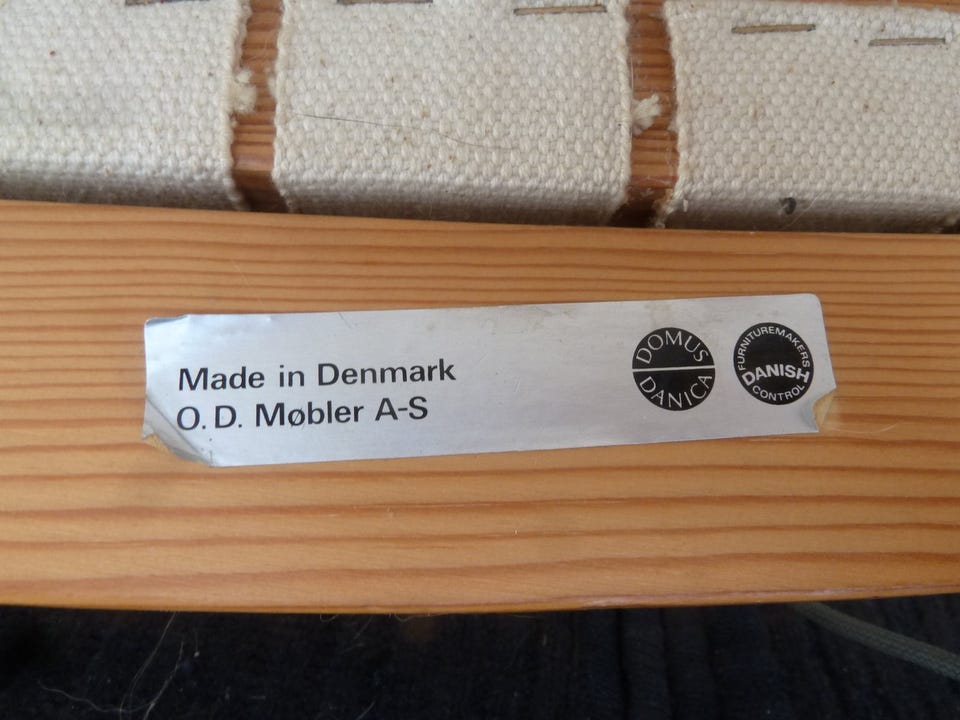 Made in Denmark
O.D. Møbler A-S
DOMUS
DANICA
FURNITUREMAKERS
DANISH
CONTROL